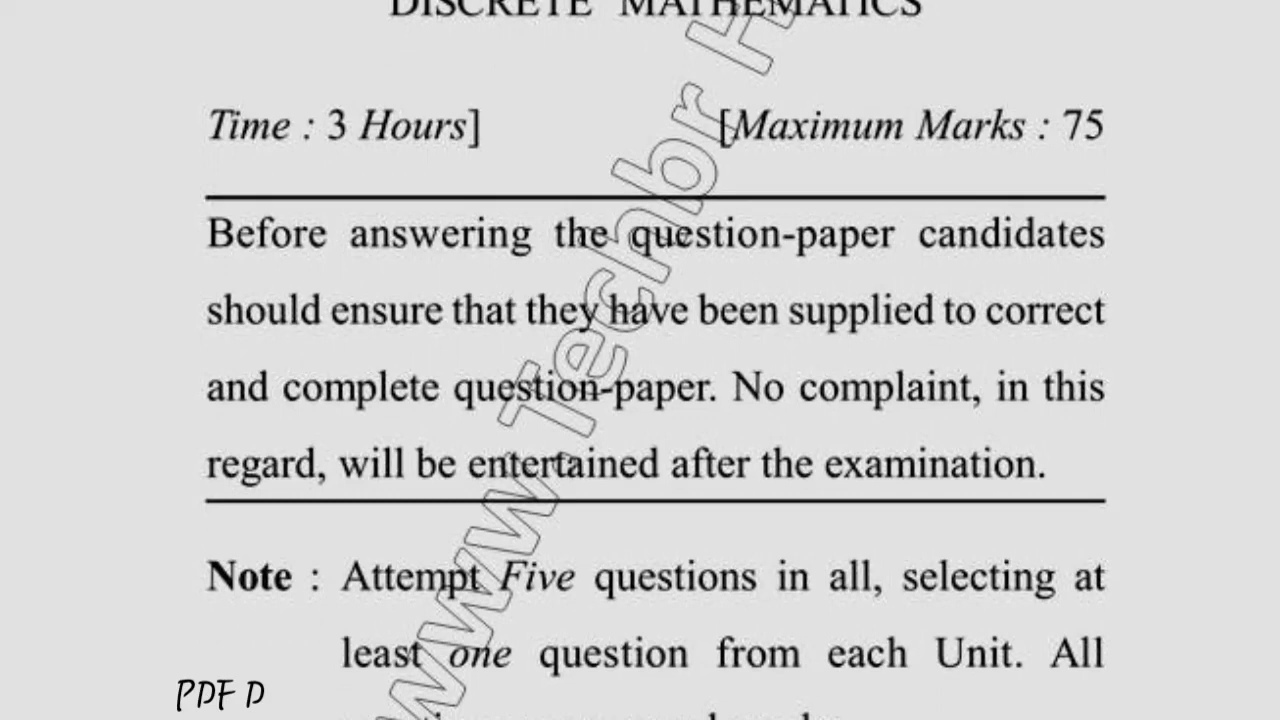 DISCRETE MATHEMATICS
Time : 3 Hours] [Maximum Marks : 75
Before answering the question-paper candidates
should ensure that they have been supplied to correct
and complete question-paper. No complaint, in this
regard, will be entertained after the examination.
Note : Attempt Five questions in all, selecting at
least one question from each Unit. All
www.Techbr H
PDF D